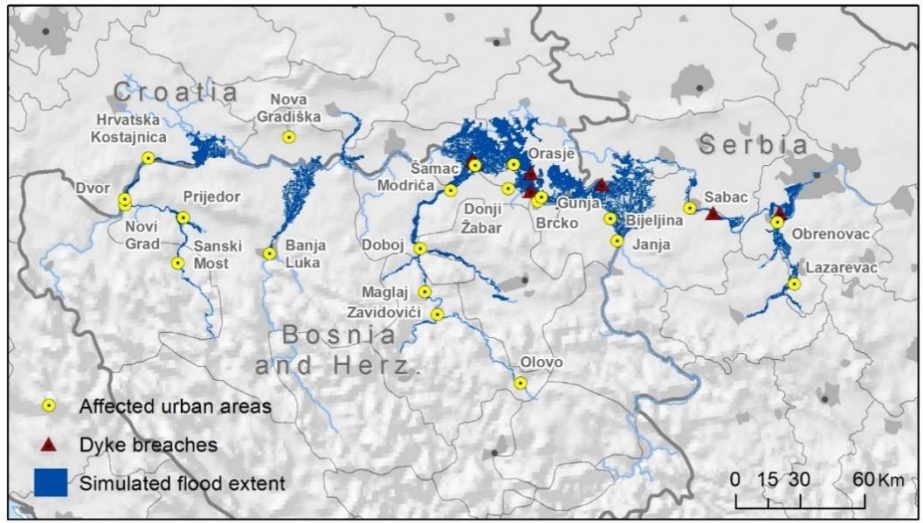 Croatia
Nova
Gradiška
Hrvatska
Kostajnica
Serbia
Orasje
Šamac
Modriča
Dvor
Prijedor
Sabac
Donji
Žabar
Gunja
Brcko
Bijeljina
Novi
Grad
Obrenovac
Sanski
Most
Banja
Luka
Doboj
Janja
Lazarevac
Maglaj
Zavidovići
Bosnia
and Herz.
Olovo
Affected urban areas
Dyke breaches
Simulated flood extent
0 15 30 60 Km